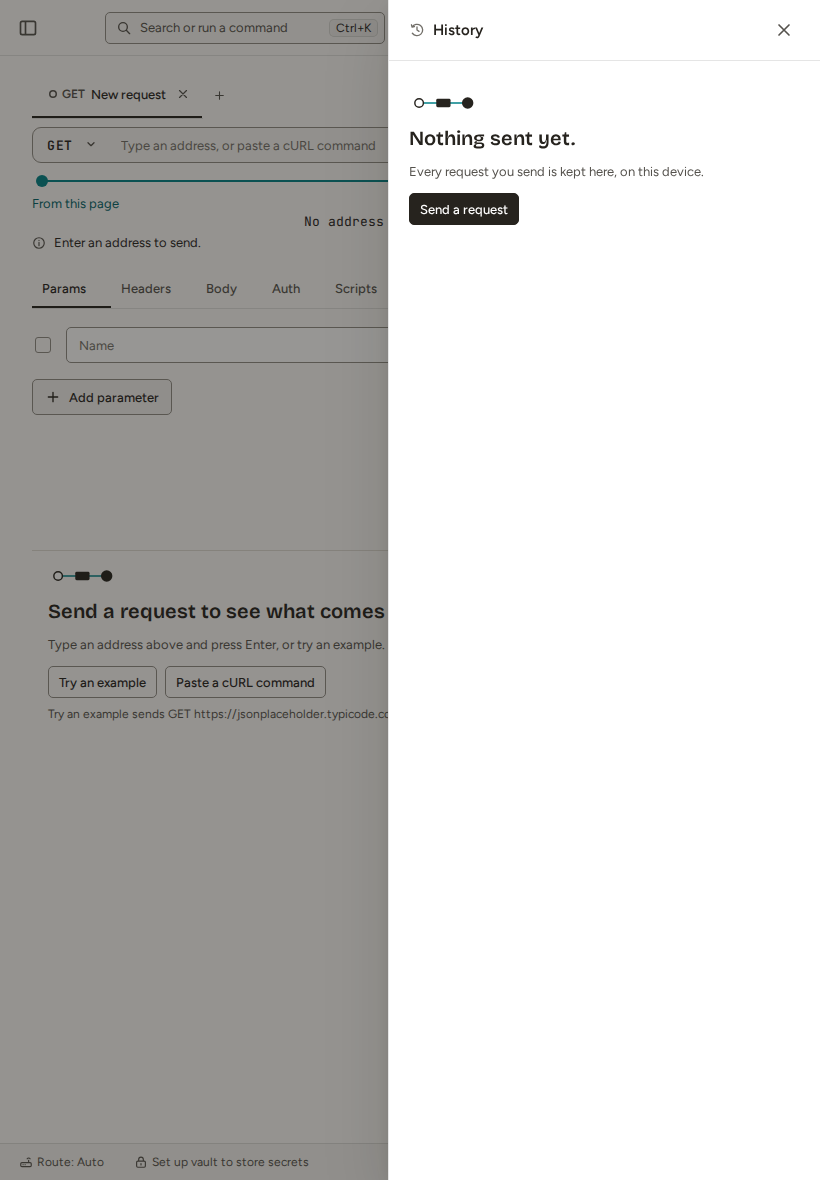 Search or run a command
Ctrl+K
GET New request
GET
Type an address, or paste a cURL command
From this page
No address
Enter an address to send.
Params
Headers
Body
Auth
Scripts
Name
Add parameter
Send a request to see what comes
Type an address above and press Enter, or try an example.
Try an example
Paste a cURL command
Try an example sends GET https://jsonplaceholder.typicode.co
Route: Auto
Set up vault to store secrets
History
Nothing sent yet.
Every request you send is kept here, on this device.
Send a request